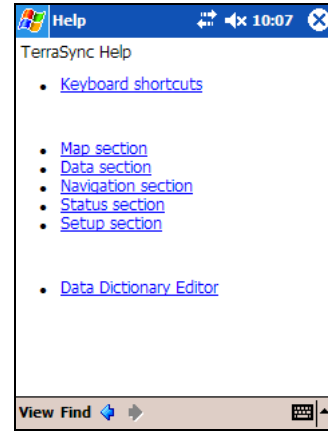 Help 10:07
TerraSync Help
Keyboard shortcuts
Map section
Data section
Navigation section
Status section
Setup section
Data Dictionary Editor
View Find